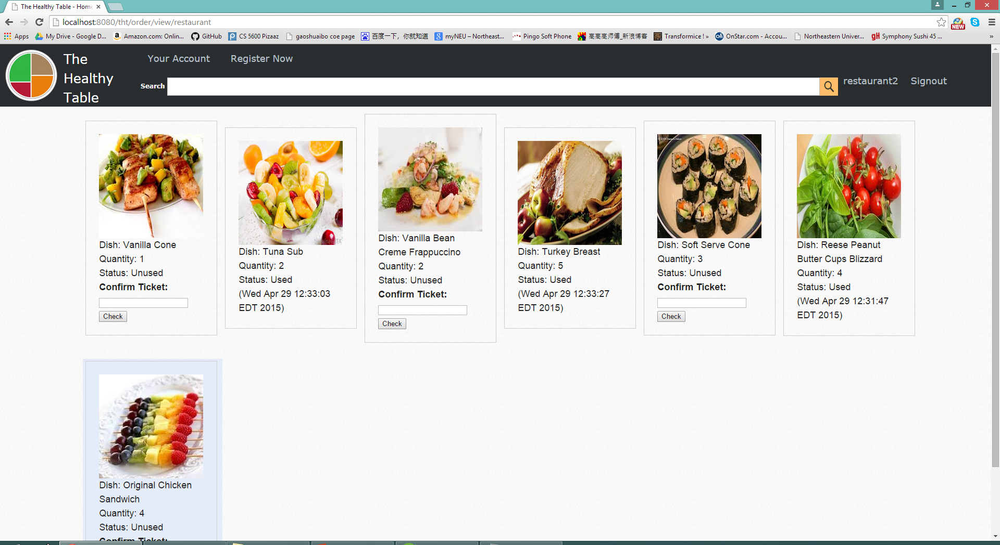 The Healthy Table - Hom
localhost:8080/tht/order/view/restaurant
NEW
Apps
My Drive - Google D...
Amazon.com: Onlin...
GitHub
CS 5600 Pizaaz
gaoshuaibo coe page
百度一下，你就知道
myNEU – Northeast...
Pingo Soft Phone
高高高师傅_新浪博客
Transformice ! »
OnStar.com - Accou...
Northeastern Univer...
Symphony Sushi 45 ...
»
The
Healthy
Table
Your Account
Register Now
Search
restaurant2
Signout
Dish: Vanilla Cone
Quantity: 1
Status: Unused
Confirm Ticket:
Check
Dish: Tuna Sub
Quantity: 2
Status: Used
(Wed Apr 29 12:33:03
EDT 2015)
Dish: Vanilla Bean
Creme Frappuccino
Quantity: 2
Status: Unused
Confirm Ticket:
Check
Dish: Turkey Breast
Quantity: 5
Status: Used
(Wed Apr 29 12:33:27
EDT 2015)
Dish: Soft Serve Cone
Quantity: 3
Status: Unused
Confirm Ticket:
Check
Dish: Reese Peanut
Butter Cups Blizzard
Quantity: 4
Status: Used
(Wed Apr 29 12:31:47
EDT 2015)
Dish: Original Chicken
Sandwich
Quantity: 4
Status: Unused
Confirm Ticket: